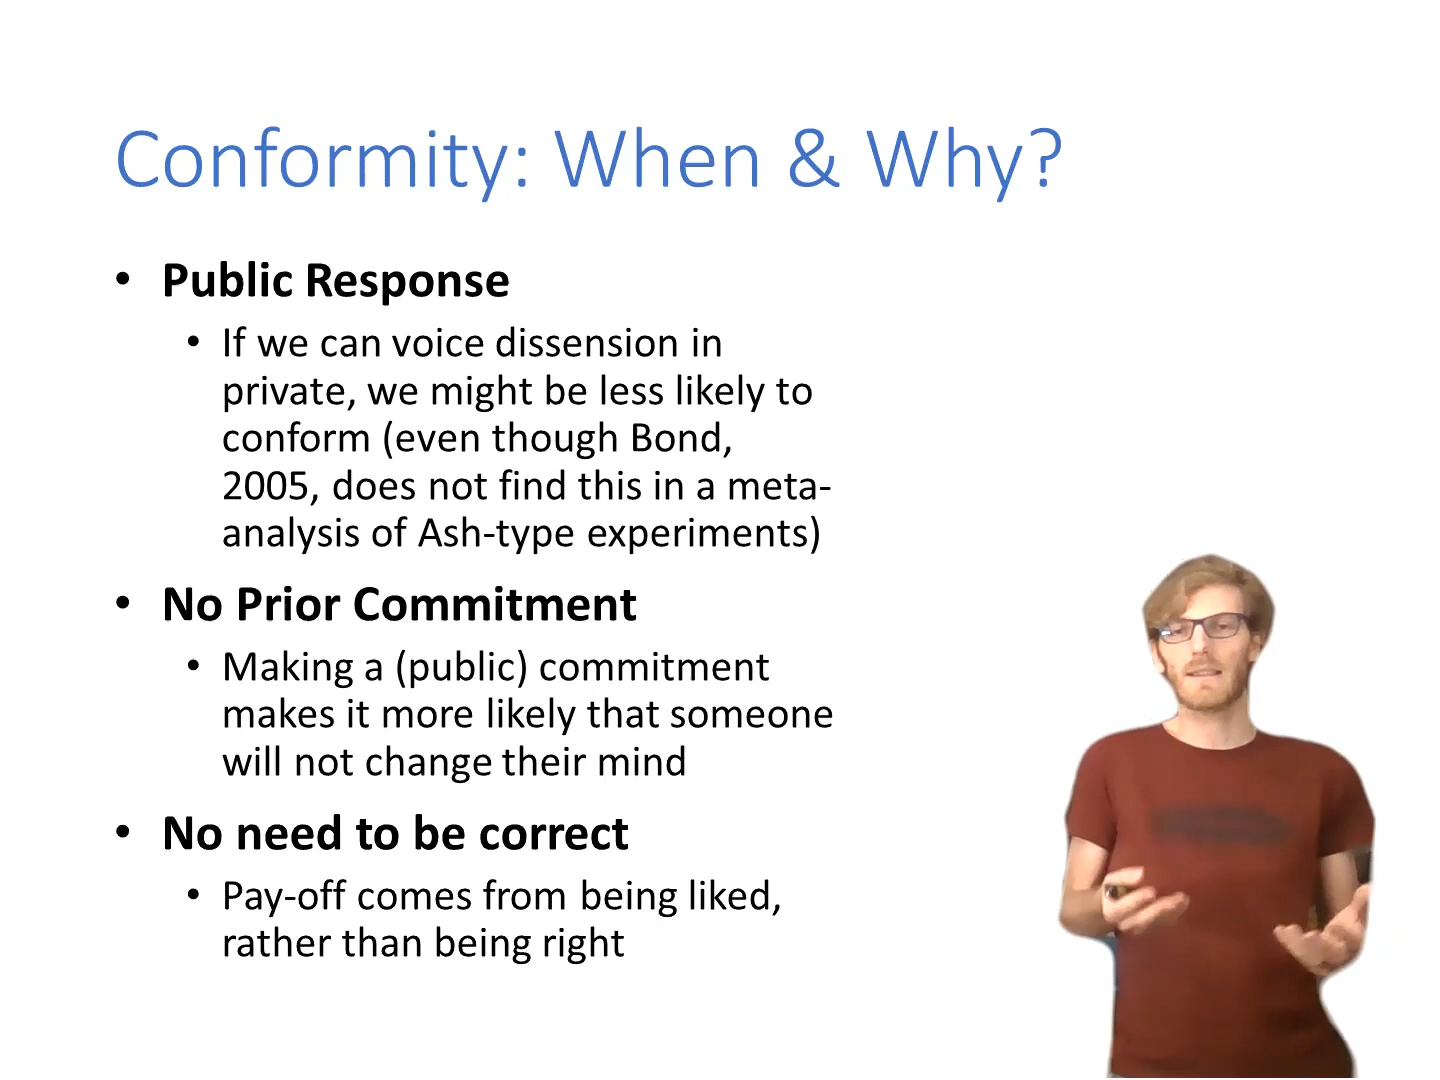 Conformity: When & Why?
• Public Response
• If we can voice dissension in
private, we might be less likely to
conform (even though Bond,
2005, does not find this in a meta-
analysis of Ash-type experiments)
• No Prior Commitment
• Making a (public) commitment
makes it more likely that someone
will not change their mind
• No need to be correct
• Pay-off comes from being liked,
rather than being right